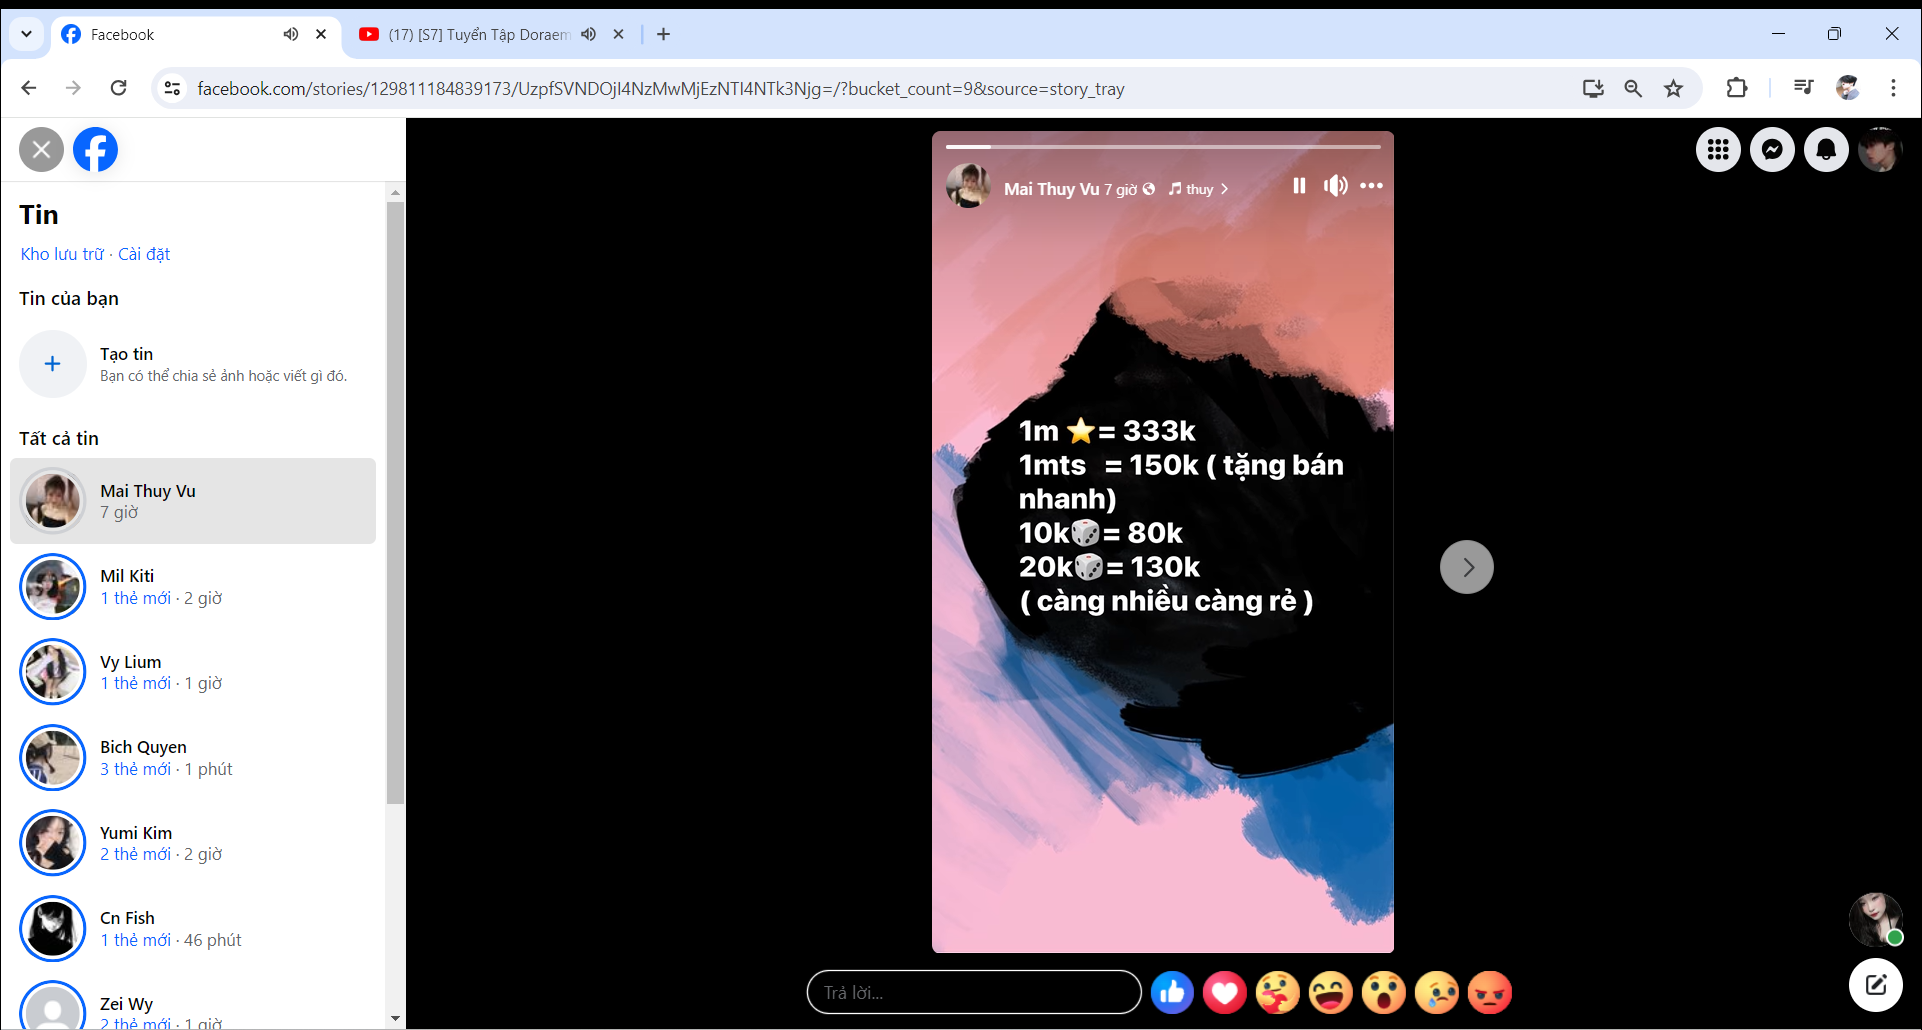 Facebook
(17) [S7] Tuyển Tập Doraem
facebook.com/stories/129811184839173/UzpfSVNDOjI4NzMwMjEzNTI4NTk3Njg=/?bucket_count=9&source=story_tray
Tin
Kho lưu trữ · Cài đặt
Tin của bạn
Tạo tin
Bạn có thể chia sẻ ảnh hoặc viết gì đó.
Tất cả tin
Mai Thuy Vu
7 giờ
Mil Kiti
1 thẻ mới · 2 giờ
Vy Lium
1 thẻ mới · 1 giờ
Bich Quyen
3 thẻ mới · 1 phút
Yumi Kim
2 thẻ mới · 2 giờ
Cn Fish
1 thẻ mới · 46 phút
Zei Wy
2 thẻ mới · 1 giờ
Mai Thuy Vu 7 giờ thuy
1m ⭐= 333k
1mts = 150k ( tặng bán
nhanh)
10k🎲= 80k
20k🎲= 130k
( càng nhiều càng rẻ )
Trả lời...